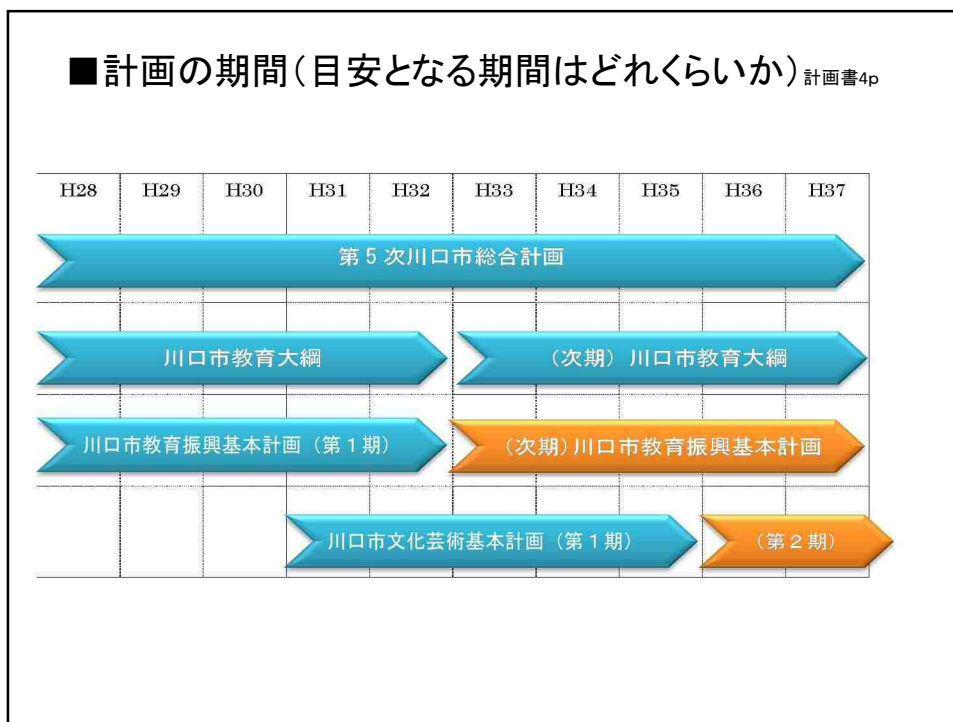 ■計画の期間(目安となる期間はどれくらいか)計画書4p
H28 H29 H30 H31 H32 H33 H34 H35 H36 H37
第5次川口市総合計画
川口市教育大綱 (次期)川口市教育大綱
川口市教育振興基本計画(第1期) (次期)川口市教育振興基本計画
川口市文化芸術基本計画(第1期) (第2期)